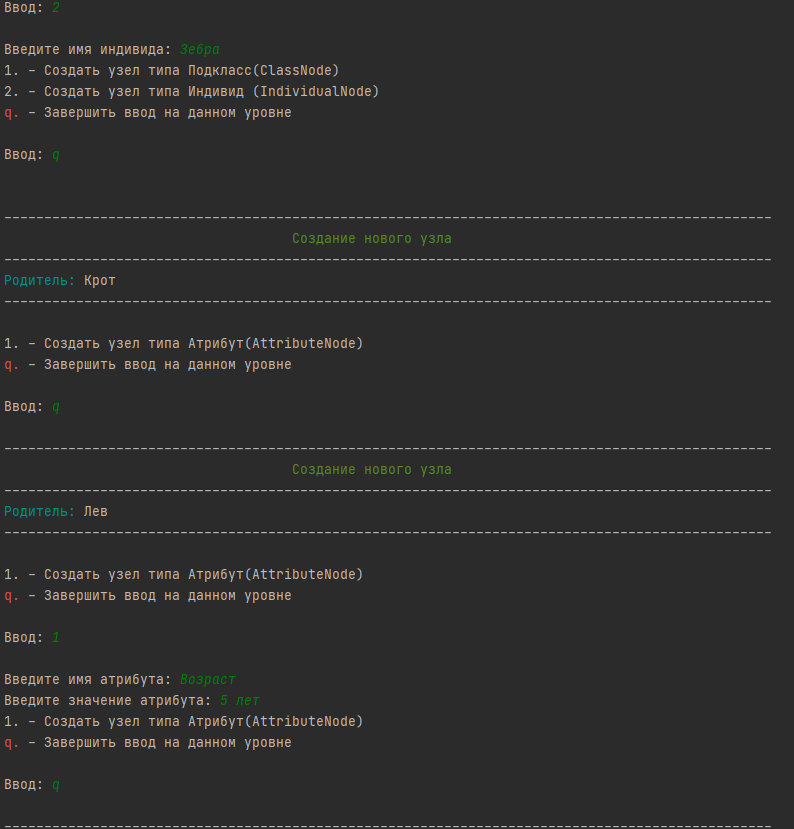 Ввод: 2
Введите имя индивида: Зебра
1. – Создать узел типа Подкласс(ClassNode)
2. – Создать узел типа Индивид (IndividualNode)
q. – Завершить ввод на данном уровне
Ввод: q
------------------------------------------------------------------------------------------------
Создание нового узла
------------------------------------------------------------------------------------------------
Родитель: Крот
------------------------------------------------------------------------------------------------
1. – Создать узел типа Атрибут(AttributeNode)
q. – Завершить ввод на данном уровне
Ввод: q
------------------------------------------------------------------------------------------------
Создание нового узла
------------------------------------------------------------------------------------------------
Родитель: Лев
------------------------------------------------------------------------------------------------
1. – Создать узел типа Атрибут(AttributeNode)
q. – Завершить ввод на данном уровне
Ввод: 1
Введите имя атрибута: Возраст
Введите значение атрибута: 5 лет
1. – Создать узел типа Атрибут(AttributeNode)
q. – Завершить ввод на данном уровне
Ввод: q
------------------------------------------------------------------------------------------------